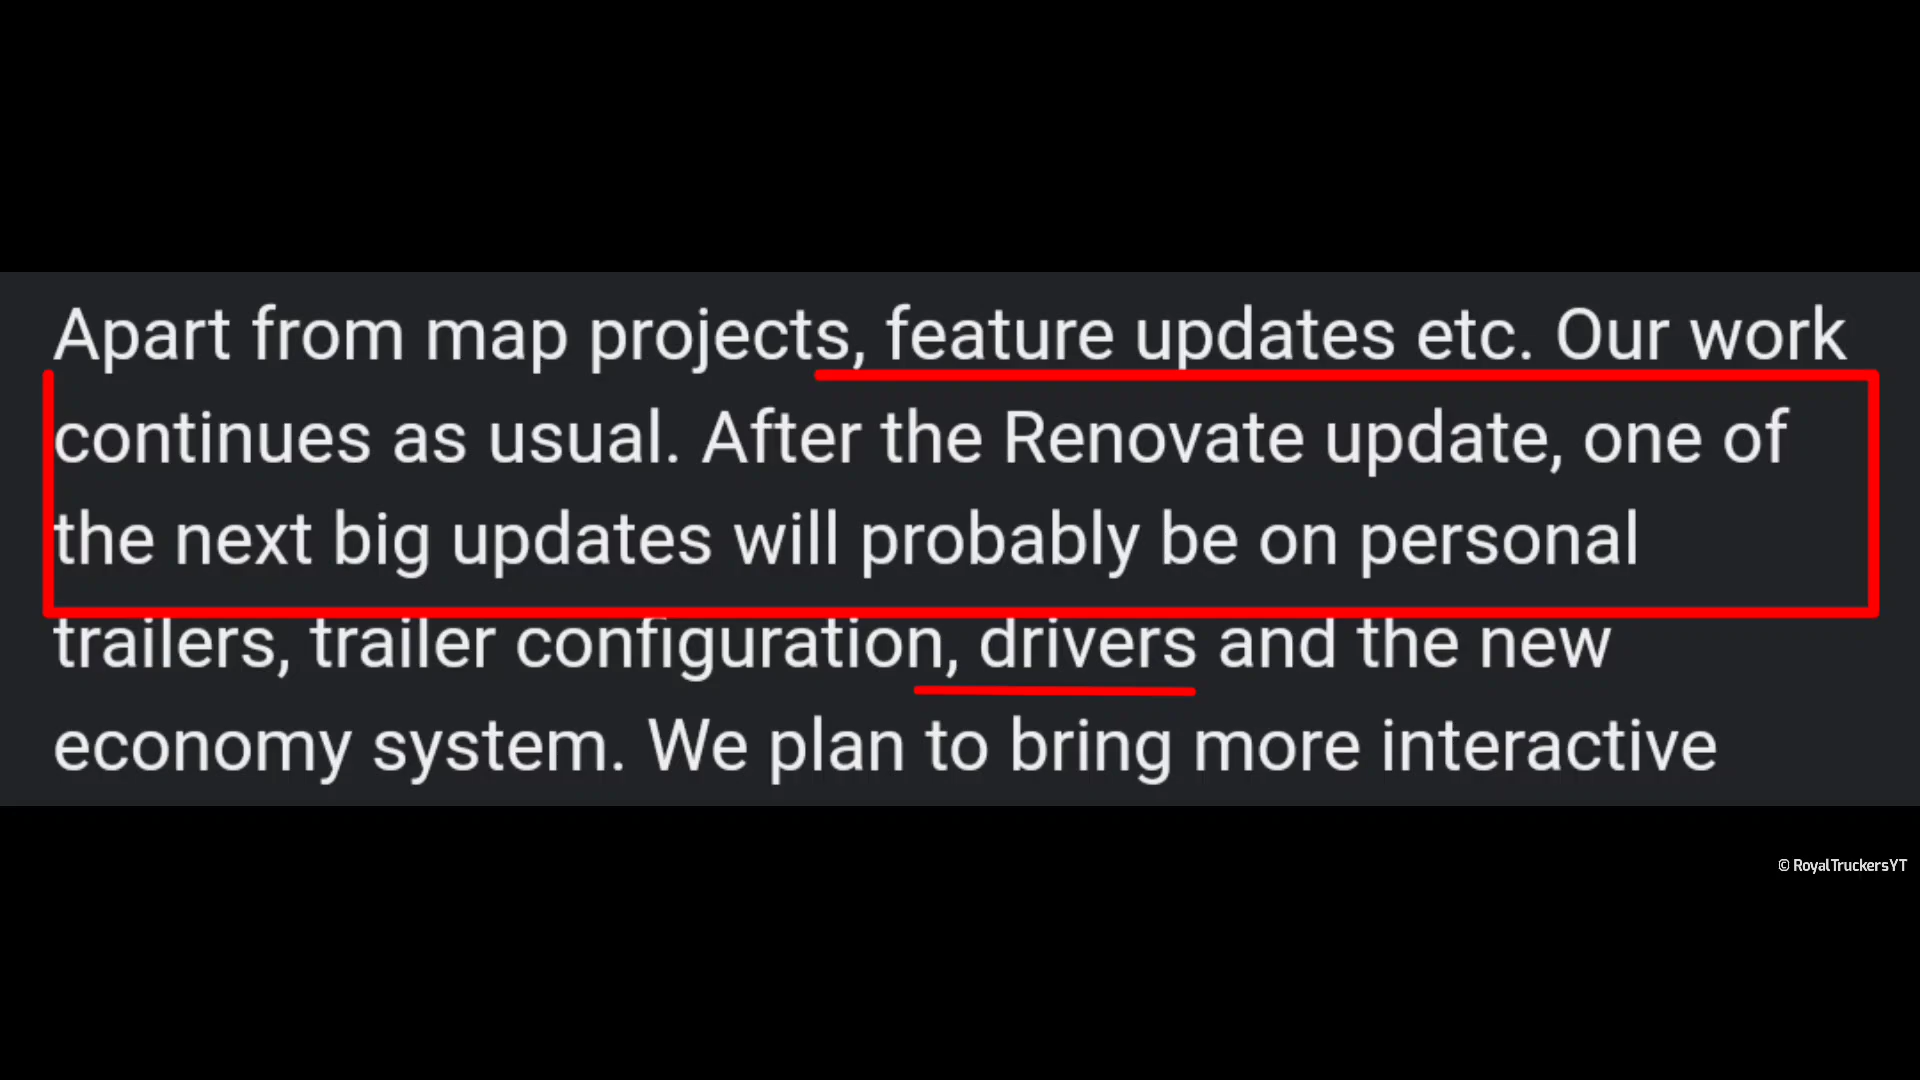 Apart from map projects, feature updates etc. Our work
continues as usual. After the Renovate update, one of
the next big updates will probably be on personal
trailers, trailer configuration, drivers and the new
economy system. We plan to bring more interactive
© RoyalTruckersYT